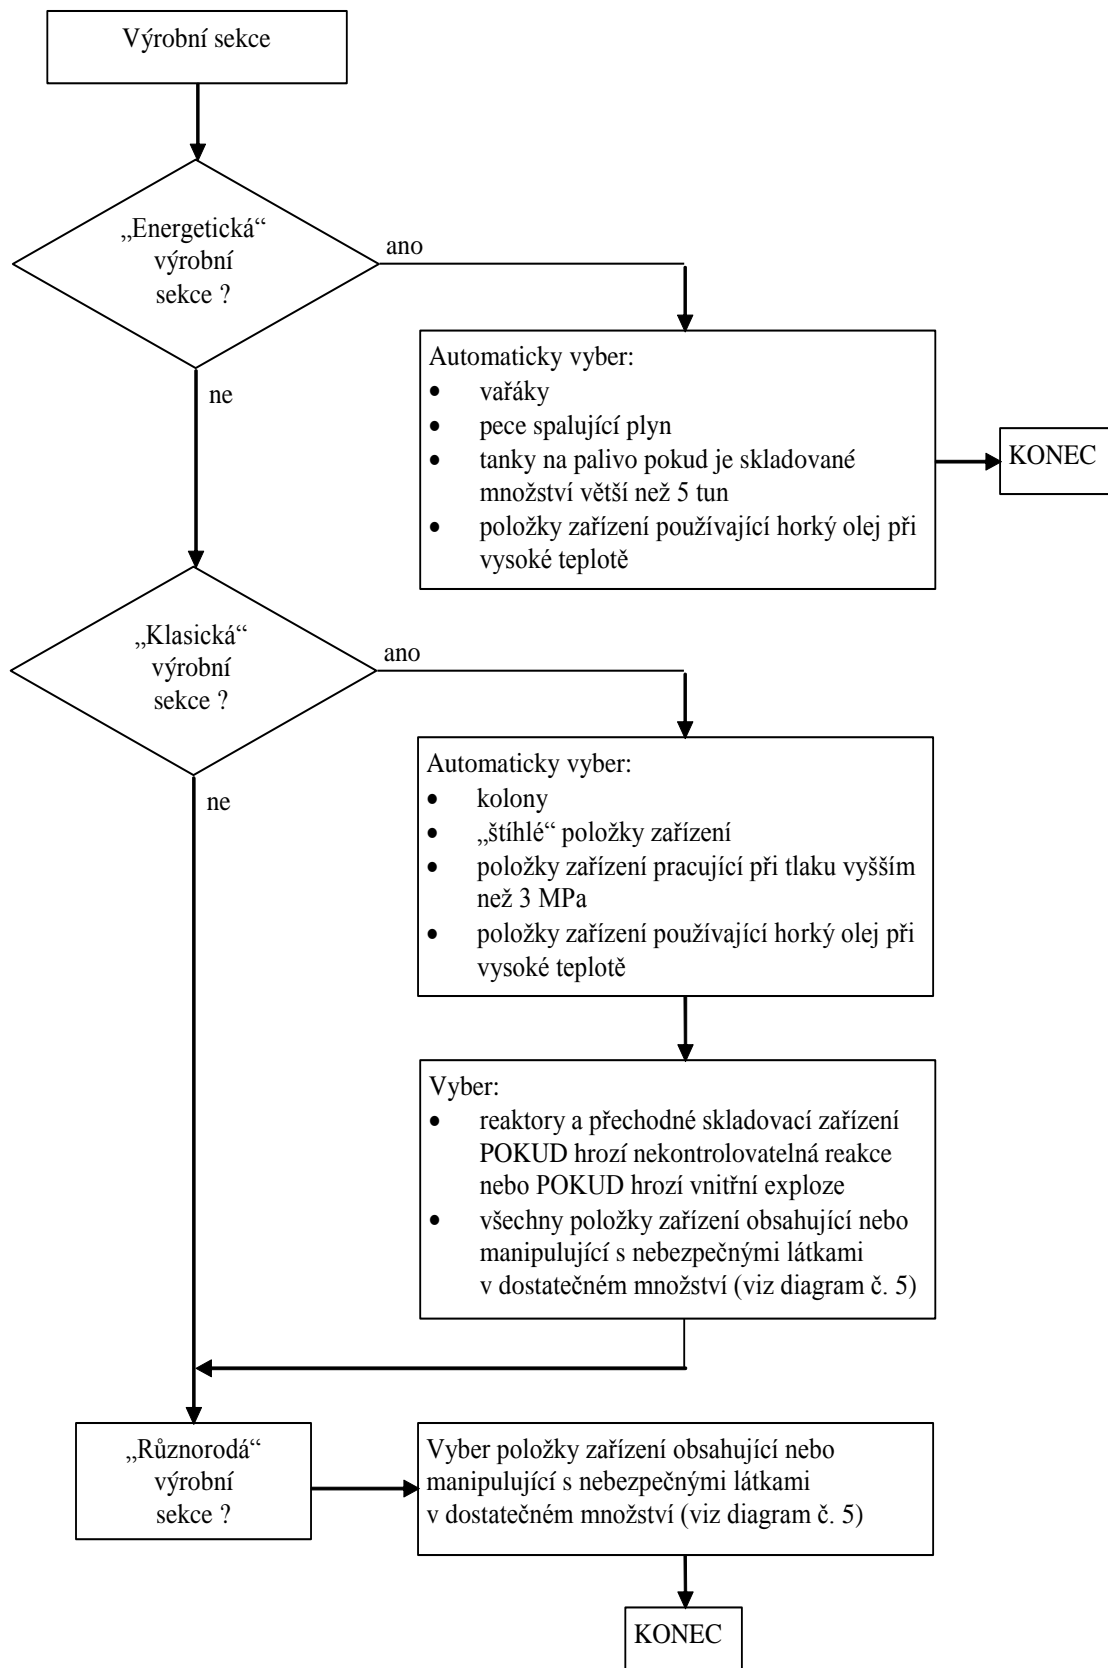 Výrobní sekce
„Energetická“
výrobní
sekce ?
ano
ne
Automaticky vyber:
• vařáky
• pece spalující plyn
• tanky na palivo pokud je skladované
množství větší než 5 tun
• položky zařízení používající horký olej při
vysoké teplotě
KONEC
„Klasická“
výrobní
sekce ?
ano
ne
Automaticky vyber:
• kolony
• „štíhlé“ položky zařízení
• položky zařízení pracující při tlaku vyšším
než 3 MPa
• položky zařízení používající horký olej při
vysoké teplotě
Vyber:
• reaktory a přechodné skladovací zařízení
POKUD hrozí nekontrolovatelná reakce
nebo POKUD hrozí vnitřní exploze
• všechny položky zařízení obsahující nebo
manipulující s nebezpečnými látkami
v dostatečném množství (viz diagram č. 5)
„Různorodá“
výrobní
sekce ?
Vyber položky zařízení obsahující nebo
manipulující s nebezpečnými látkami
v dostatečném množství (viz diagram č. 5)
KONEC